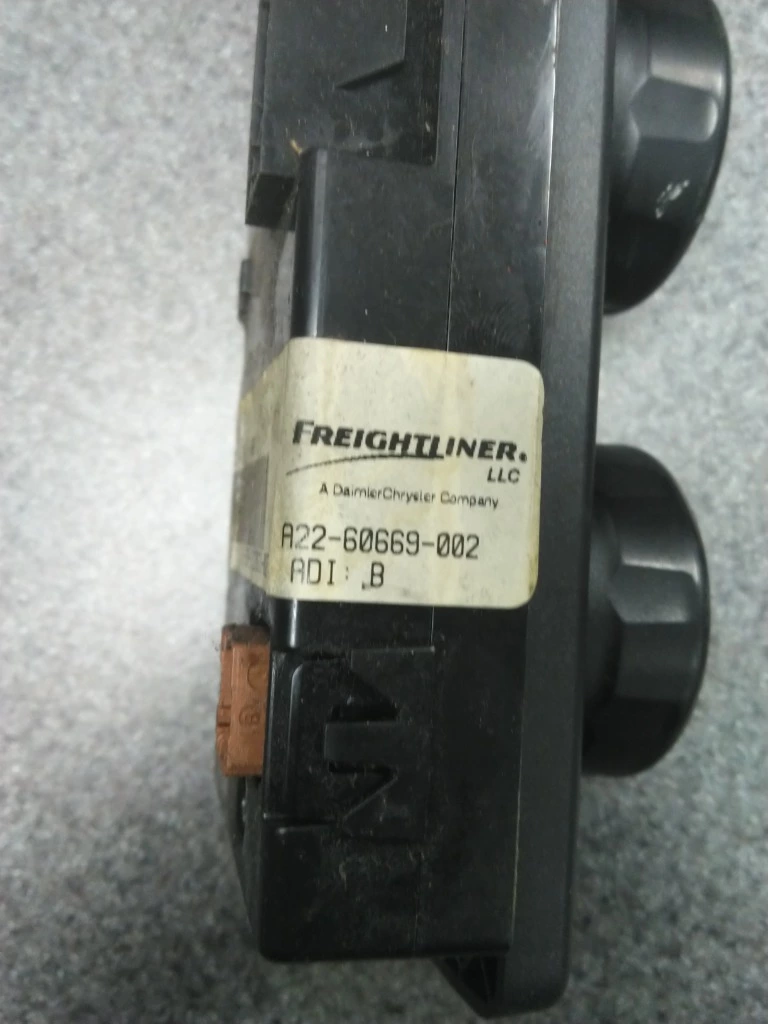 FREIGHTLINER.
LLC
A DaimlerChrysler Company
A22-60669-002
ADI: B